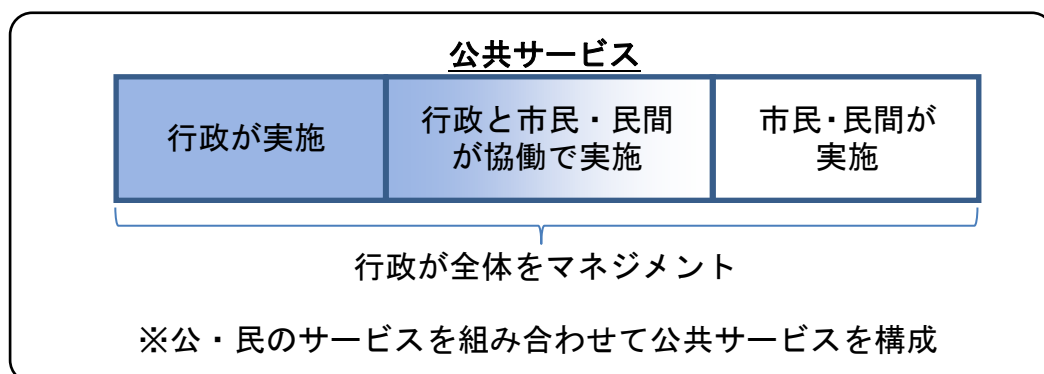 公共サービス
行政が実施
行政と市民・民間
が協働で実施
市民・民間が
実施
行政が全体をマネジメント
※公・民のサービスを組み合わせて公共サービスを構成